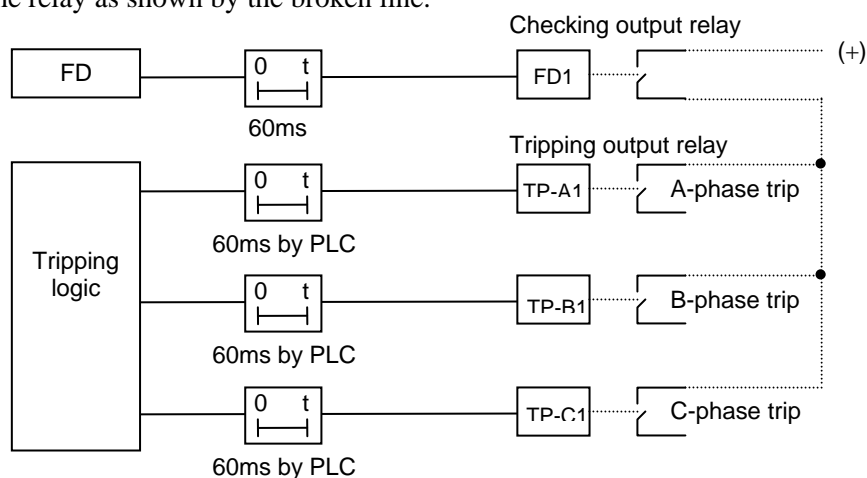 he relay as shown by the broken line.
Checking output relay
(+)
FD
0 t
FD1
60ms
Tripping output relay
0 t
TP-A1
A-phase trip
60ms by PLC
Tripping
logic
0 t
TP-B1
B-phase trip
60ms by PLC
0 t
TP-C1
C-phase trip
60ms by PLC